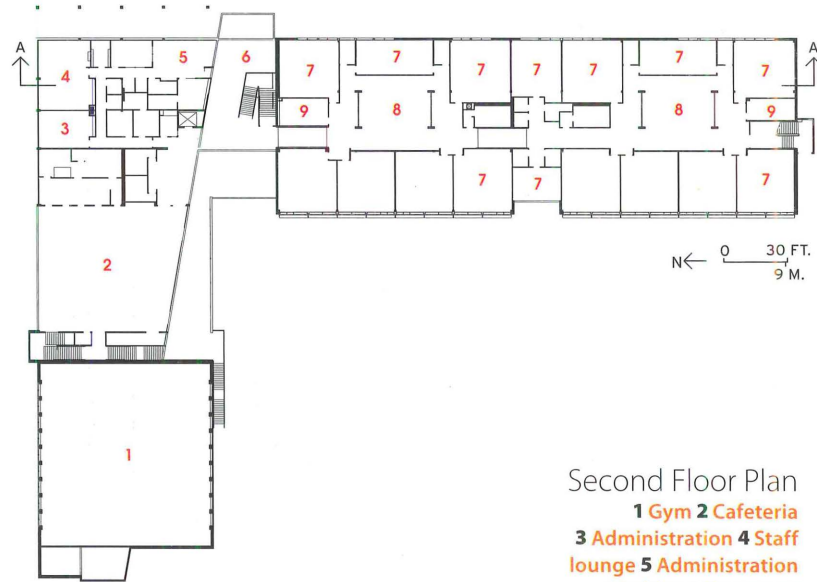 A
A
4
5
6
7
7
7
7
7
7
7
3
9
8
8
9
7
7
7
2
N
0 30 FT.
9 M.
1
Second Floor Plan
1 Gym 2 Cafeteria
3 Administration 4 Staff
lounge 5 Administration